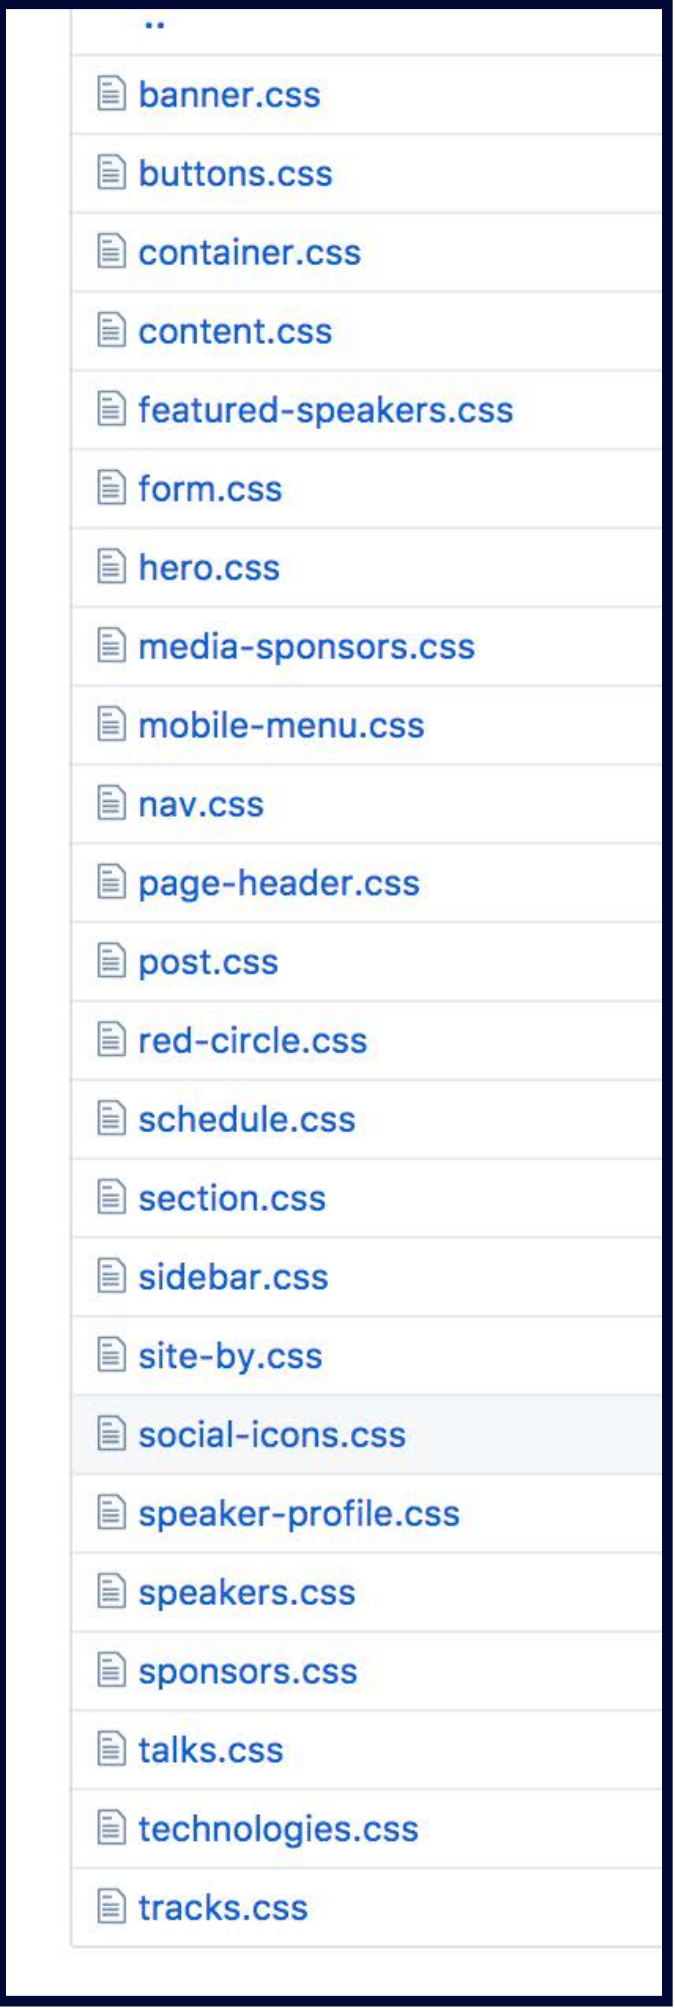 ..
banner.css
buttons.css
container.css
content.css
featured-speakers.css
form.css
hero.css
media-sponsors.css
mobile-menu.css
nav.css
page-header.css
post.css
red-circle.css
schedule.css
section.css
sidebar.css
site-by.css
social-icons.css
speaker-profile.css
speakers.css
sponsors.css
talks.css
technologies.css
tracks.css